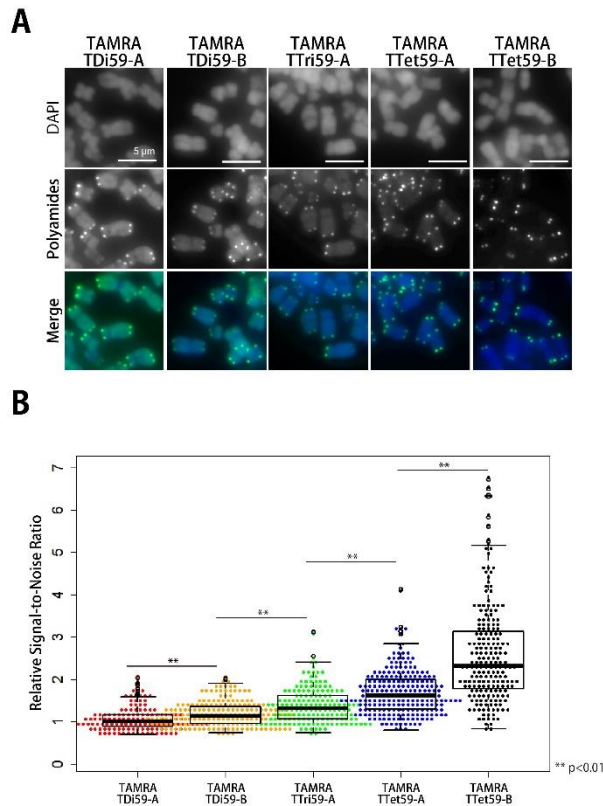 A
TAMRA TAMRA TAMRA TAMRA TAMRA
TDi59-A TDi59-B TTri59-A TTet59-A TTet59-B
DAPI
5 µm
Polyamides
Merge
B
Relative Signal-to-Noise Ratio
7
6
5
4
3
2
1
0
**
**
**
**
TAMRA TAMRA TAMRA TAMRA TAMRA
TDi59-A TDi59-B TTri59-A TTet59-A TTet59-B
** p<0.01